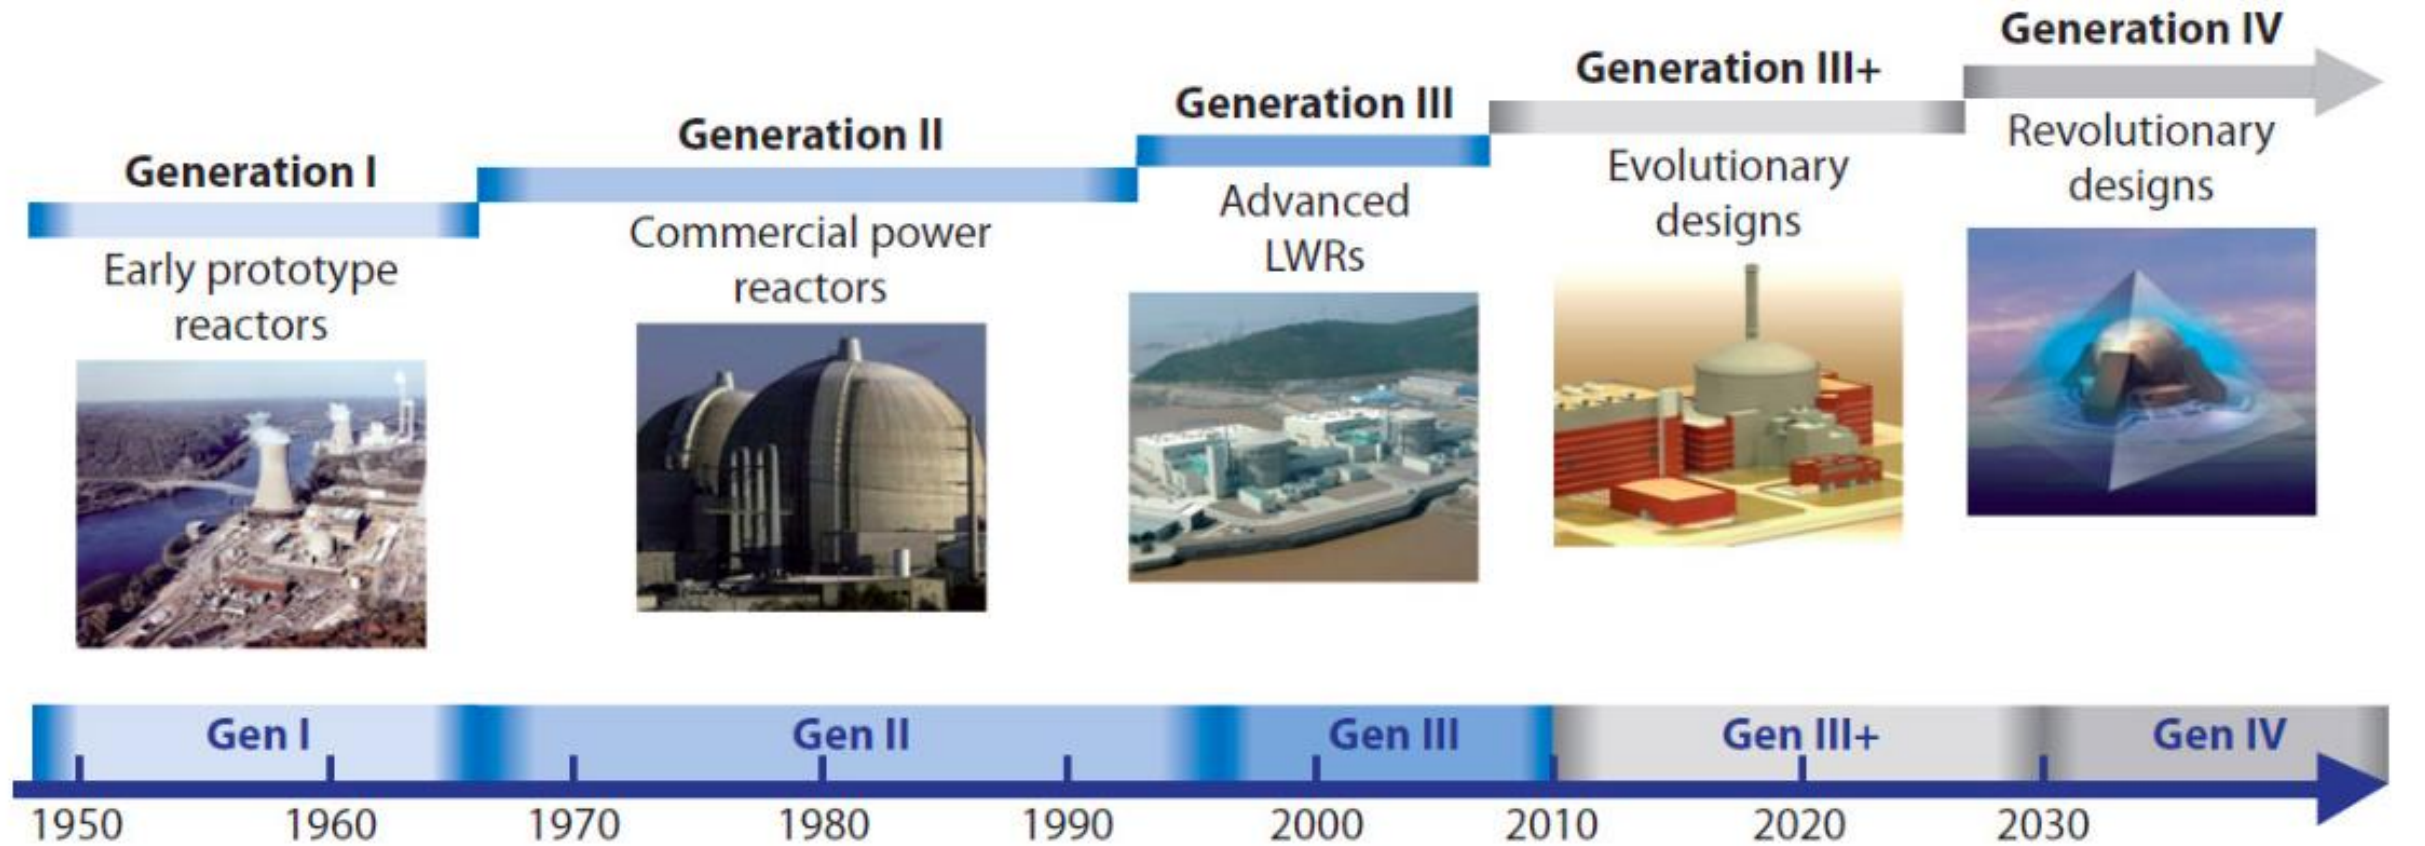 Generation I
Early prototype
reactors
Generation II
Commercial power
reactors
Generation III
Advanced
LWRs
Generation III+
Evolutionary
designs
Generation IV
Revolutionary
designs
Gen I
Gen II
Gen III
Gen III+
Gen IV
1950 1960 1970 1980 1990 2000 2010 2020 2030